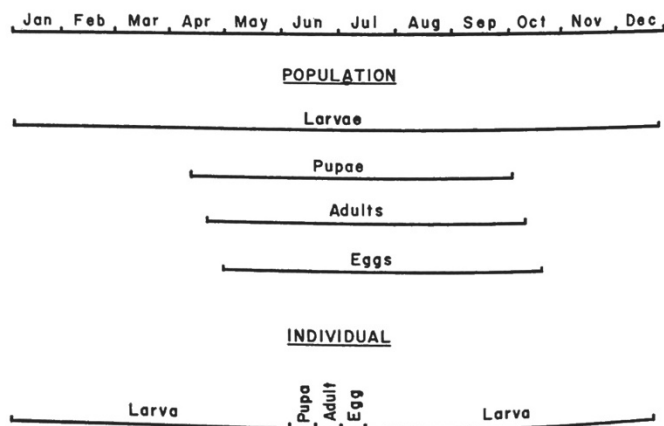 Jan Feb Mar Apr May Jun Jul Aug Sep Oct Nov Dec
POPULATION
Larvae
Pupae
Adults
Eggs
INDIVIDUAL
Larva Pupa Adult Egg Larva